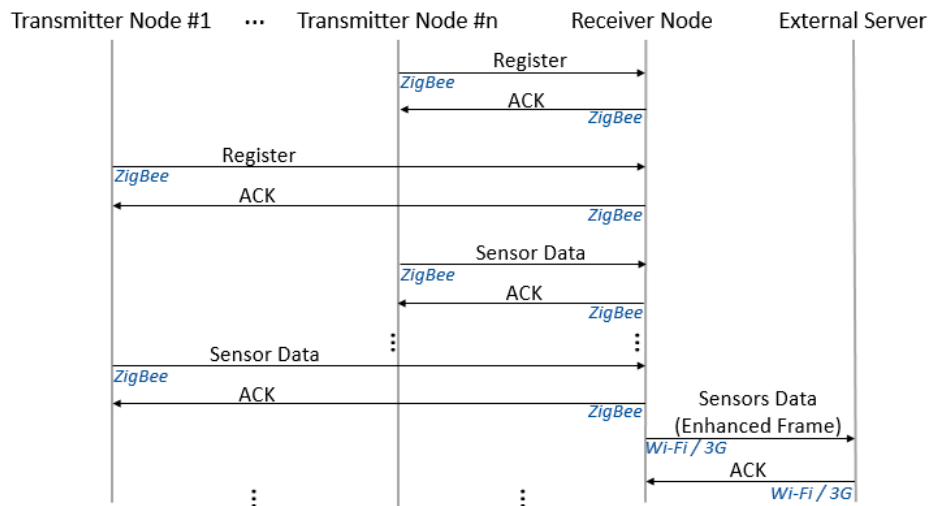 Transmitter Node #1 ... Transmitter Node #n Receiver Node External Server
Register
ZigBee
ACK
ZigBee
Register
ZigBee
ACK
ZigBee
Sensor Data
ZigBee
ACK
ZigBee
Sensor Data
ZigBee
ACK
ZigBee
Sensors Data
(Enhanced Frame)
Wi-Fi / 3G
ACK
Wi-Fi / 3G